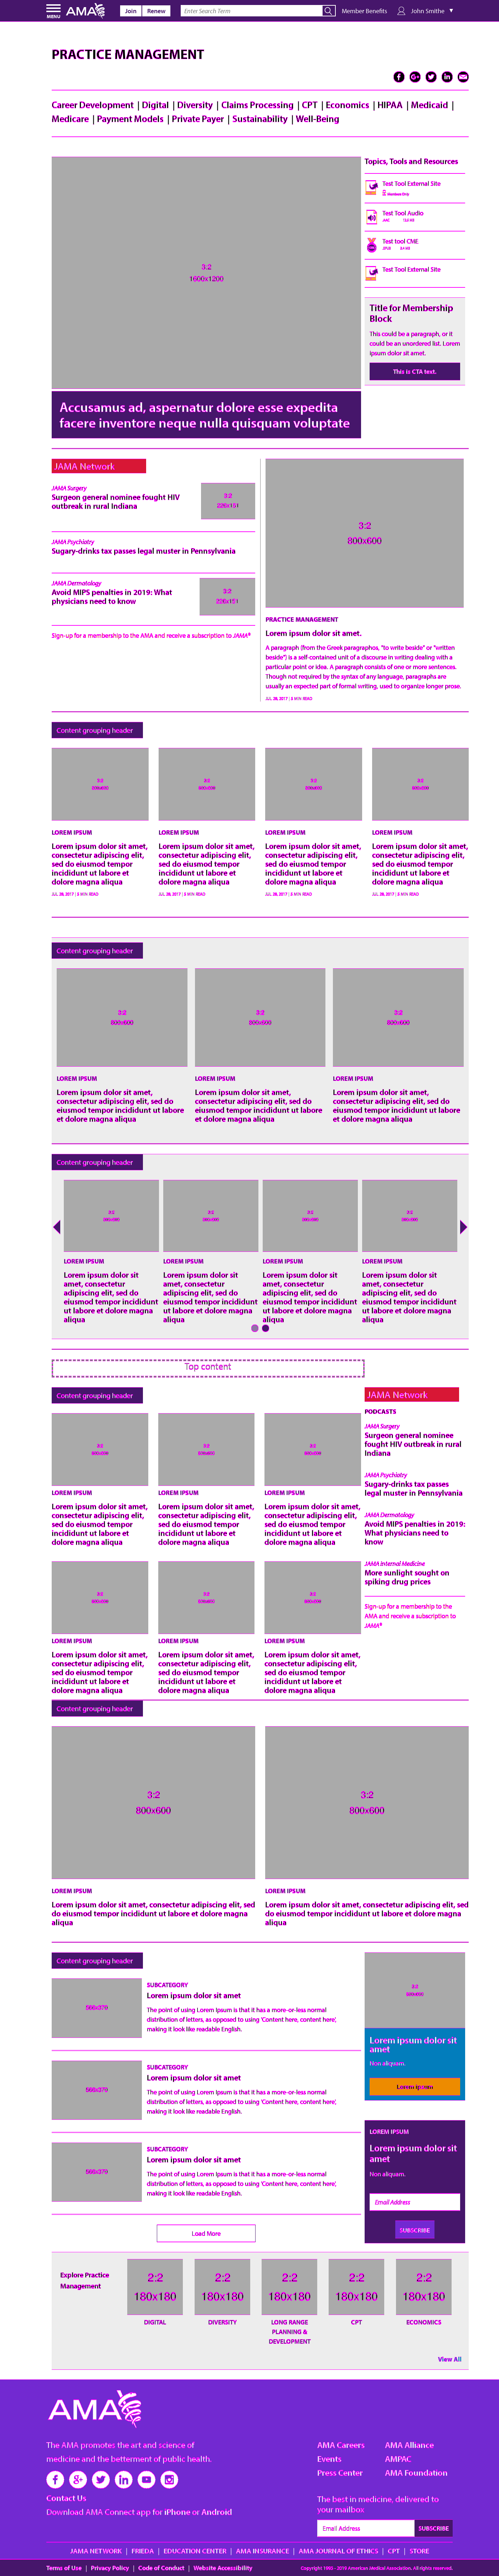 MENU AMA Join Renew Enter Search Term Member Benefits John Smithe
PRACTICE MANAGEMENT
Career Development | Digital | Diversity | Claims Processing | CPT | Economics | HIPAA | Medicaid |
Medicare | Payment Models | Private Payer | Sustainability | Well-Being
3:2
1600x1200
Accusamus ad, aspernatur dolore esse expedita
facere inventore neque nulla quisquam voluptate
Topics, Tools and Resources
Test Tool External Site
Test Tool Audio
Test tool CME
Test Tool External Site
Title for Membership
Block
This could be a paragraph, or it
could be an unordered list. Lorem
ipsum dolor sit amet.
This is CTA text.
JAMA Network
JAMA Surgery
Surgeon general nominee fought HIV
outbreak in rural Indiana
3:2
226x151
JAMA Psychiatry
Sugary-drinks tax passes legal muster in Pennsylvania
JAMA Dermatology
Avoid MIPS penalties in 2019: What
physicians need to know
3:2
226x151
Sign-up for a membership to the AMA and receive a subscription to JAMA®
3:2
800x600
PRACTICE MANAGEMENT
Lorem ipsum dolor sit amet.
A paragraph (from the Greek paragraphos, "to write beside" or "written
beside") is a self-contained unit of a discourse in writing dealing with a
particular point or idea. A paragraph consists of one or more sentences.
Though not required by the syntax of any language, paragraphs are
usually an expected part of formal writing, used to organize longer prose.
JUL 28, 2017 | 5 MIN READ
Content grouping header
3:2 3:2 3:2 3:2
800x600 800x600 800x600 800x600
LOREM IPSUM LOREM IPSUM LOREM IPSUM LOREM IPSUM
Lorem ipsum dolor sit amet, Lorem ipsum dolor sit amet, Lorem ipsum dolor sit amet, Lorem ipsum dolor sit amet,
consectetur adipiscing elit, consectetur adipiscing elit, consectetur adipiscing elit, consectetur adipiscing elit,
sed do eiusmod tempor sed do eiusmod tempor sed do eiusmod tempor sed do eiusmod tempor
incididunt ut labore et incididunt ut labore et incididunt ut labore et incididunt ut labore et
dolore magna aliqua dolore magna aliqua dolore magna aliqua dolore magna aliqua
JUL 28, 2017 | 5 MIN READ JUL 28, 2017 | 5 MIN READ JUL 28, 2017 | 5 MIN READ JUL 28, 2017 | 5 MIN READ
Content grouping header
3:2 3:2 3:2
800x600 800x600 800x600
LOREM IPSUM LOREM IPSUM LOREM IPSUM
Lorem ipsum dolor sit amet, Lorem ipsum dolor sit amet, Lorem ipsum dolor sit amet,
consectetur adipiscing elit, sed do consectetur adipiscing elit, sed do consectetur adipiscing elit, sed do
eiusmod tempor incididunt ut labore eiusmod tempor incididunt ut labore eiusmod tempor incididunt ut labore
et dolore magna aliqua et dolore magna aliqua et dolore magna aliqua
Content grouping header
3:2 3:2 3:2 3:2
LOREM IPSUM LOREM IPSUM LOREM IPSUM LOREM IPSUM
Lorem ipsum dolor sit Lorem ipsum dolor sit Lorem ipsum dolor sit Lorem ipsum dolor sit
amet, consectetur amet, consectetur amet, consectetur amet, consectetur
adipiscing elit, sed do adipiscing elit, sed do adipiscing elit, sed do adipiscing elit, sed do
eiusmod tempor incididunt eiusmod tempor incididunt eiusmod tempor incididunt eiusmod tempor incididunt
ut labore et dolore magna ut labore et dolore magna ut labore et dolore magna ut labore et dolore magna
aliqua aliqua aliqua aliqua
Top content
Content grouping header
3:2 3:2 3:2
800x600 800x600 800x600
LOREM IPSUM LOREM IPSUM LOREM IPSUM
Lorem ipsum dolor sit amet, Lorem ipsum dolor sit amet, Lorem ipsum dolor sit amet,
consectetur adipiscing elit, consectetur adipiscing elit, consectetur adipiscing elit,
sed do eiusmod tempor sed do eiusmod tempor sed do eiusmod tempor
incididunt ut labore et incididunt ut labore et incididunt ut labore et
dolore magna aliqua dolore magna aliqua dolore magna aliqua
3:2 3:2 3:2
800x600 800x600 800x600
LOREM IPSUM LOREM IPSUM LOREM IPSUM
Lorem ipsum dolor sit amet, Lorem ipsum dolor sit amet, Lorem ipsum dolor sit amet,
consectetur adipiscing elit, consectetur adipiscing elit, consectetur adipiscing elit,
sed do eiusmod tempor sed do eiusmod tempor sed do eiusmod tempor
incididunt ut labore et incididunt ut labore et incididunt ut labore et
dolore magna aliqua dolore magna aliqua dolore magna aliqua
JAMA Network
PODCASTS
JAMA Surgery
Surgeon general nominee
fought HIV outbreak in rural
Indiana
JAMA Psychiatry
Sugary-drinks tax passes
legal muster in Pennsylvania
JAMA Dermatology
Avoid MIPS penalties in 2019:
What physicians need to
know
JAMA Internal Medicine
More sunlight sought on
spiking drug prices
Sign-up for a membership to the
AMA and receive a subscription to
JAMA®
Content grouping header
3:2 3:2
800x600 800x600
LOREM IPSUM LOREM IPSUM
Lorem ipsum dolor sit amet, consectetur adipiscing elit, sed Lorem ipsum dolor sit amet, consectetur adipiscing elit, sed
do eiusmod tempor incididunt ut labore et dolore magna do eiusmod tempor incididunt ut labore et dolore magna
aliqua aliqua
Content grouping header
566x370
SUBCATEGORY
Lorem ipsum dolor sit amet
The point of using Lorem Ipsum is that it has a more-or-less normal
distribution of letters, as opposed to using 'Content here, content here',
making it look like readable English.
566x370
SUBCATEGORY
Lorem ipsum dolor sit amet
The point of using Lorem Ipsum is that it has a more-or-less normal
distribution of letters, as opposed to using 'Content here, content here',
making it look like readable English.
566x370
SUBCATEGORY
Lorem ipsum dolor sit amet
The point of using Lorem Ipsum is that it has a more-or-less normal
distribution of letters, as opposed to using 'Content here, content here',
making it look like readable English.
Load More
3:2
800x600
Lorem ipsum dolor sit
amet
Non aliquam.
Lorem ipsum
LOREM IPSUM
Lorem ipsum dolor sit
amet
Non aliquam.
Email Address
SUBSCRIBE
Explore Practice
Management
2:2 2:2 2:2 2:2 2:2
180x180 180x180 180x180 180x180 180x180
DIGITAL DIVERSITY LONG RANGE CPT ECONOMICS
PLANNING &
DEVELOPMENT
View All
AMA
The AMA promotes the art and science of
medicine and the betterment of public health.
Contact Us
Download AMA Connect app for iPhone or Android
AMA Careers AMA Alliance
Events AMPAC
Press Center AMA Foundation
The best in medicine, delivered to
your mailbox
Email Address SUBSCRIBE
JAMA NETWORK | FREIDA | EDUCATION CENTER | AMA INSURANCE | AMA JOURNAL OF ETHICS | CPT | STORE
Terms of Use | Privacy Policy | Code of Conduct | Website Accessibility
Copyright 1995 - 2019 American Medical Association. All rights reserved.